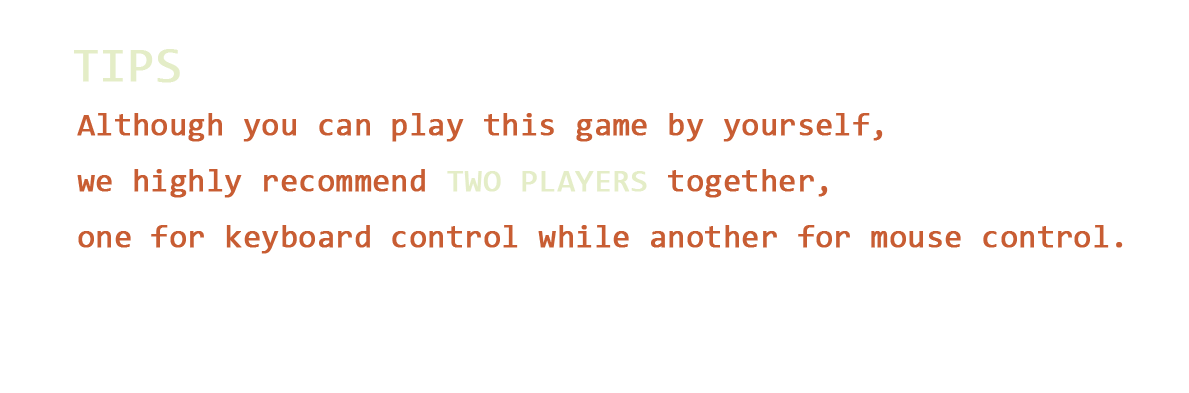 TIPS
Although you can play this game by yourself,
we highly recommend TWO PLAYERS together,
one for keyboard control while another for mouse control.